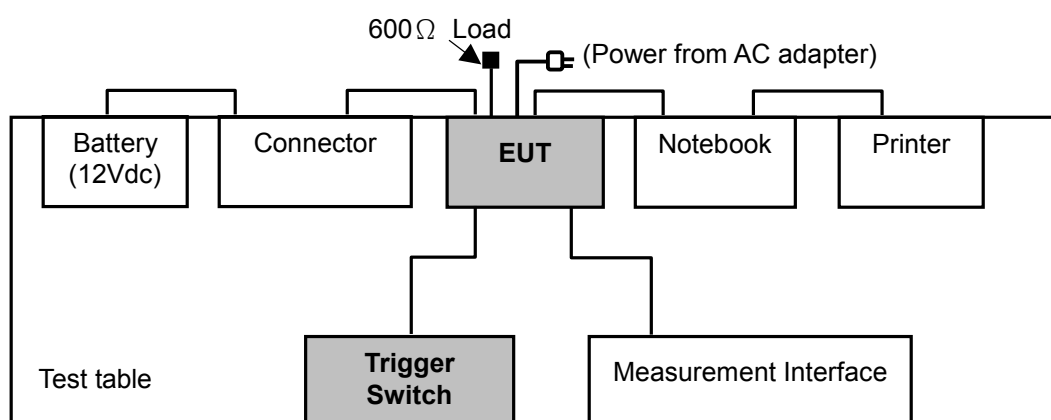 600Ω Load
(Power from AC adapter)
Battery
(12Vdc)
Connector
EUT
Notebook
Printer
Trigger
Switch
Measurement Interface
Test table